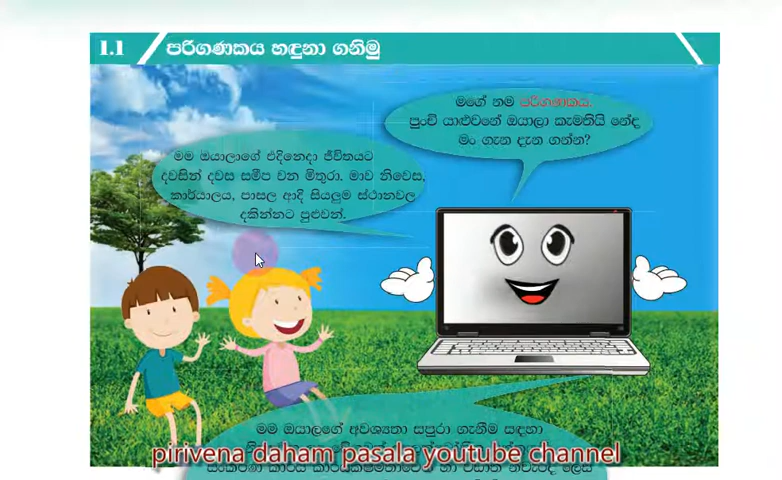 1.1 පරිගණකය හඳුනා ගනිමු
මගේ නම පරිගණකය.
පුංචි යාළුවනේ ඔයාලා කැමතියි නේද
මං ගැන දැන ගන්න?
මම ඔයාලාගේ එදිනෙදා ජීවිතයට
දවසින් දවස සමීප වන මිතුරා. මාව නිවෙස,
කාර්යාලය, පාසල ආදි සියලුම ස්ථානවල
දකින්නට පුළුවන්.
මම ඔයාලගේ අවශ්‍යතා සපුරා ගැනීම සඳහා
pirivena daham pasala youtube channel